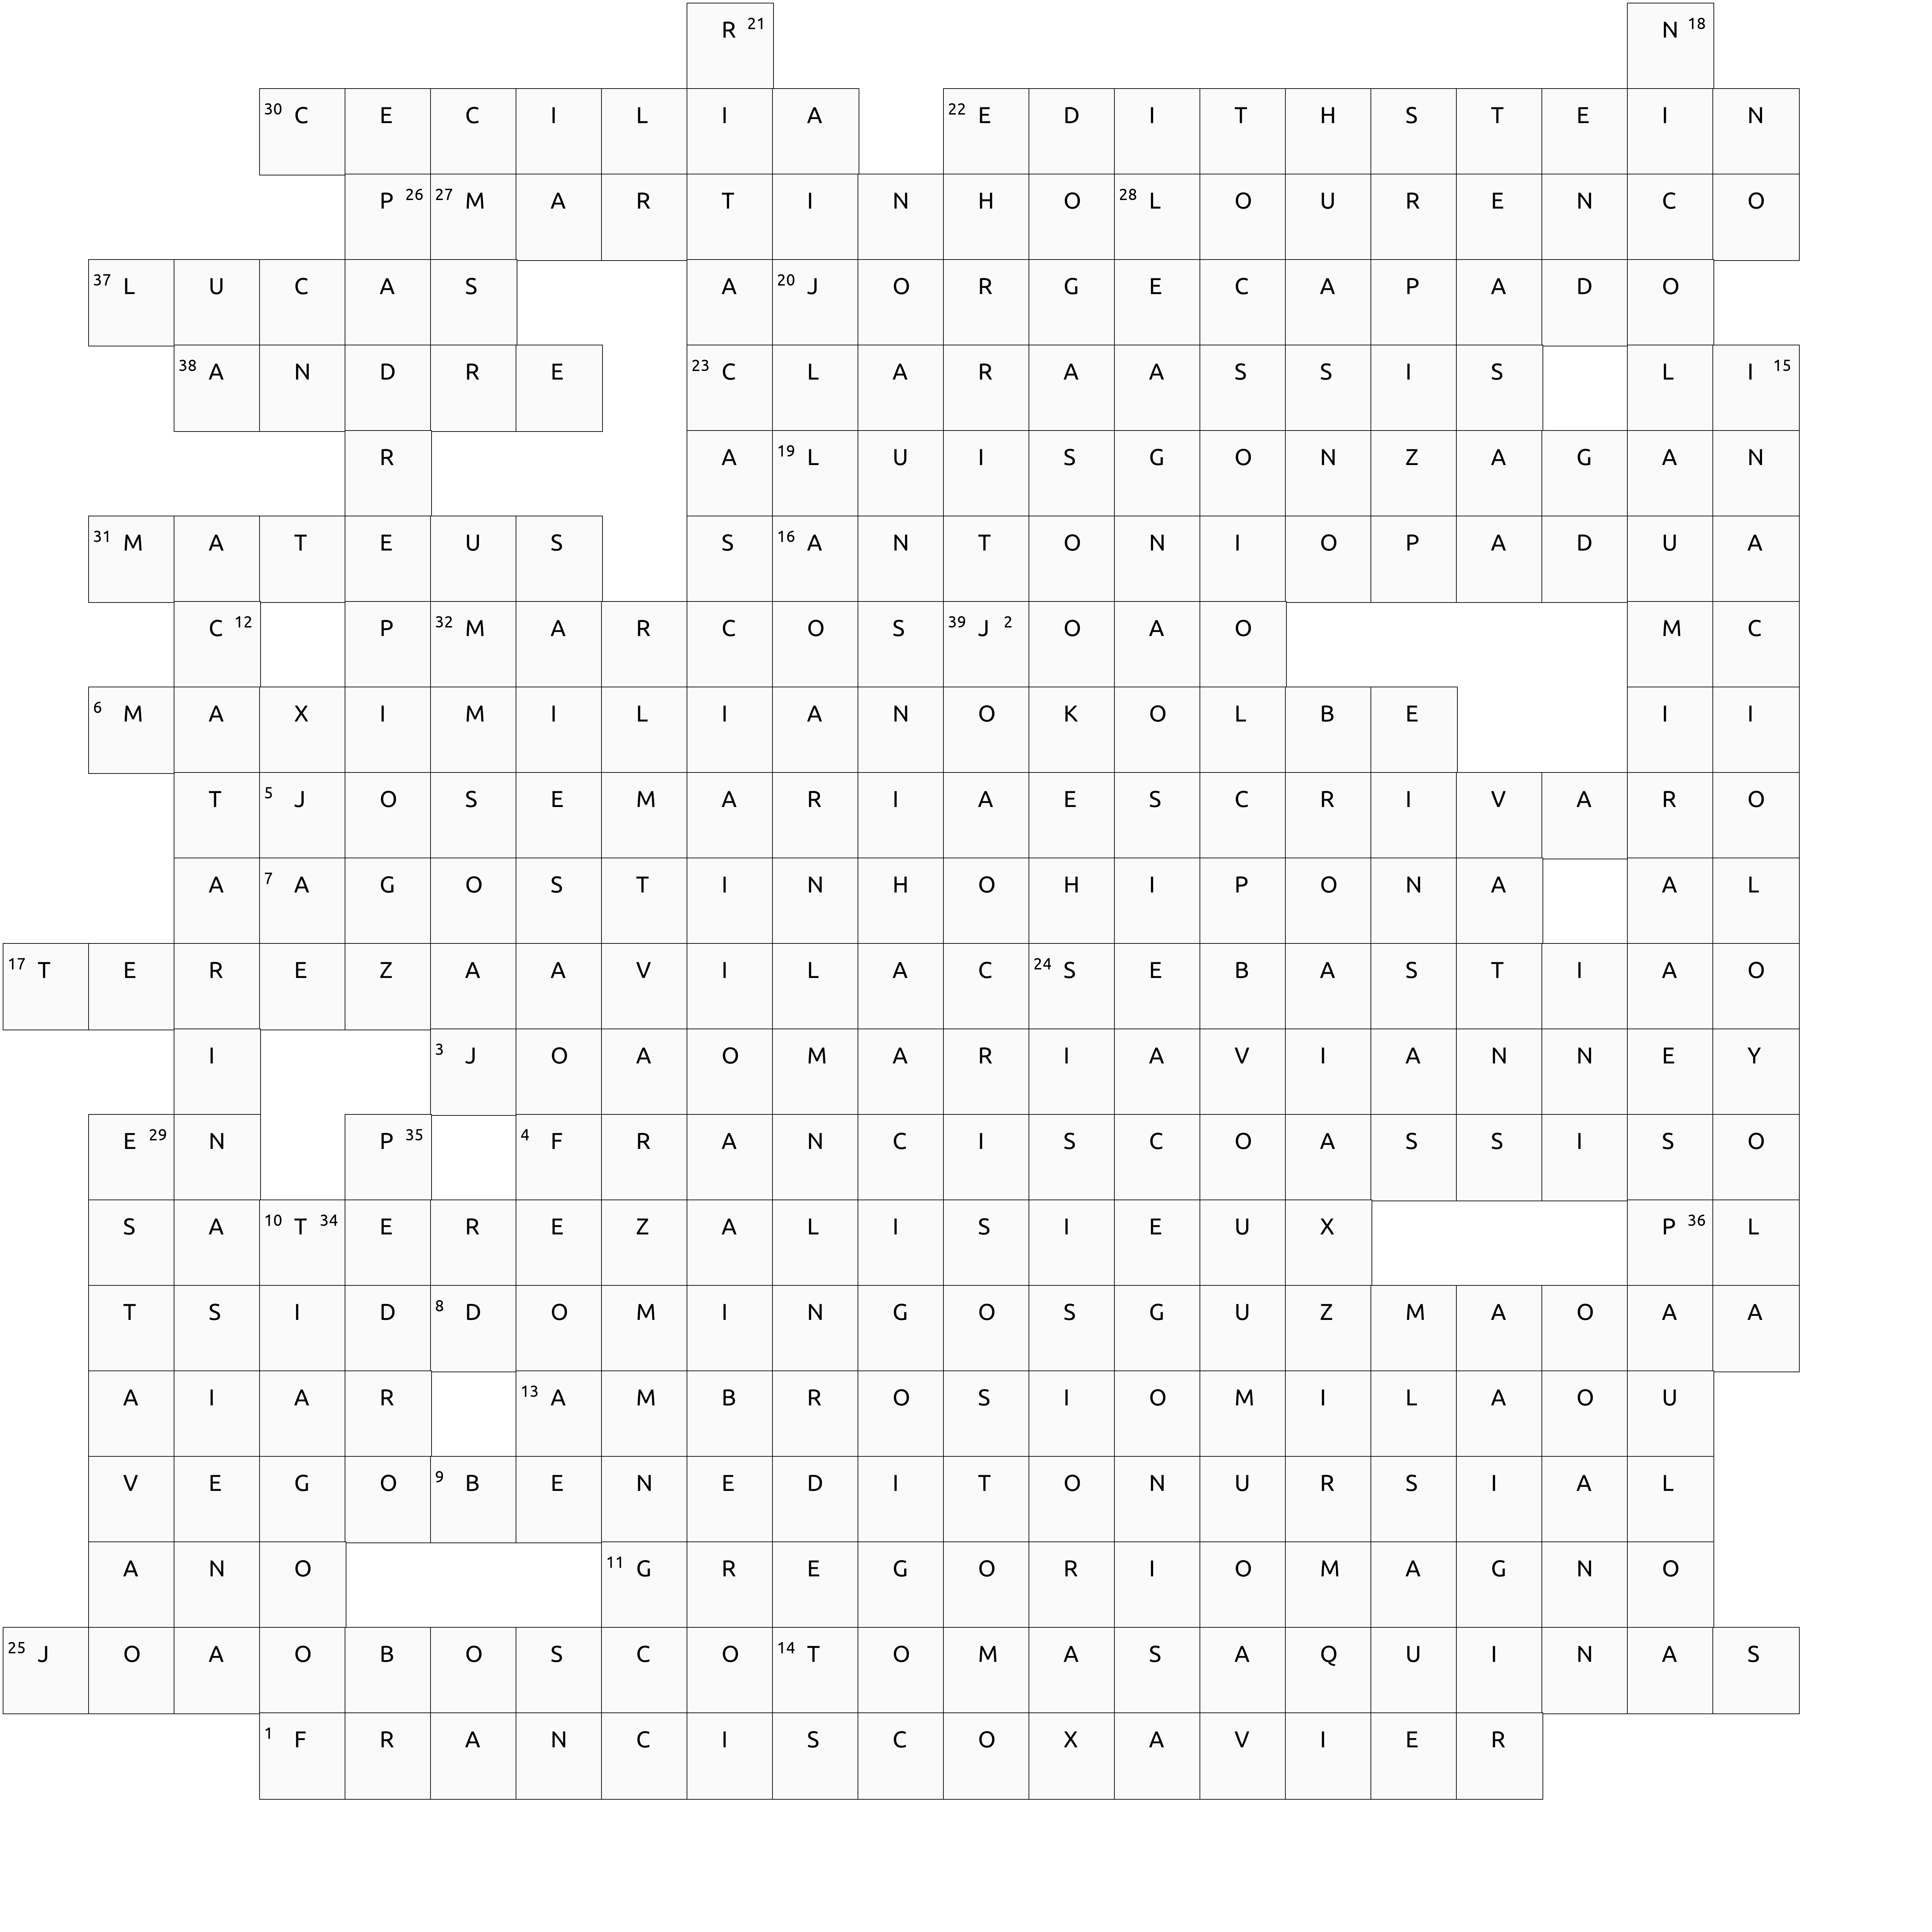 R 21 N 18
30 C E C I L I A 22 E D I T H S T E I N
P 26 27 M A R T I N H O 28 L O U R E N C O
37 L U C A S A 20 J O R G E C A P A D O
38 A N D R E 23 C L A R A A S S I S L I 15
R A 19 L U I S G O N Z A G A N
31 M A T E U S S 16 A N T O N I O P A D U A
C 12 P 32 M A R C O S 39 J 2 O A O M C
6 M A X I M I L I A N O K O L B E I I
T 5 J O S E M A R I A E S C R I V A R O
A 7 A G O S T I N H O H I P O N A A L
17 T E R E Z A A V I L A C 24 S E B A S T I A O
I 3 J O A O M A R I A V I A N N E Y
E 29 N P 35 4 F R A N C I S C O A S S I S O
S A 10 T 34 E R E Z A L I S I E U X P 36 L
T S I D 8 D O M I N G O S G U Z M A O A A
A I A R 13 A M B R O S I O M I L A O U
V E G O 9 B E N E D I T O N U R S I A L
A N O 11 G R E G O R I O M A G N O
25 J O A O B O S C O 14 T O M A S A Q U I N A S
1 F R A N C I S C O X A V I E R